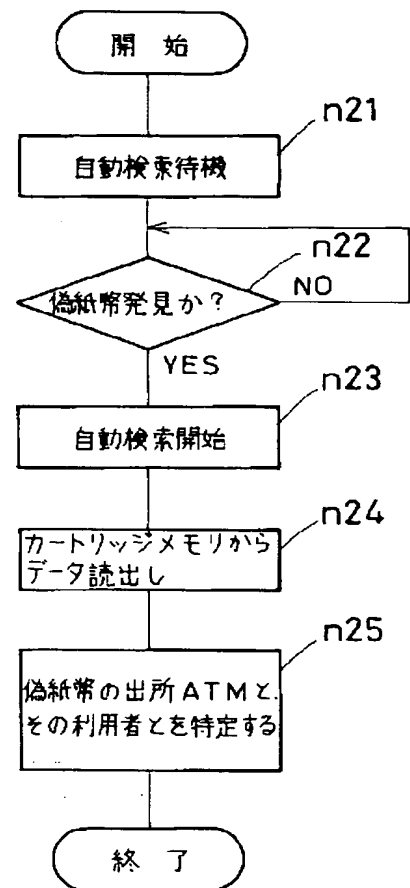 開 始
n21
自動検索待機
n22
偽紙幣発見か？
NO
YES
n23
自動検索開始
n24
カートリッジメモリから
データ読出し
n25
偽紙幣の出所ATMと、
その利用者とを特定する
終 了